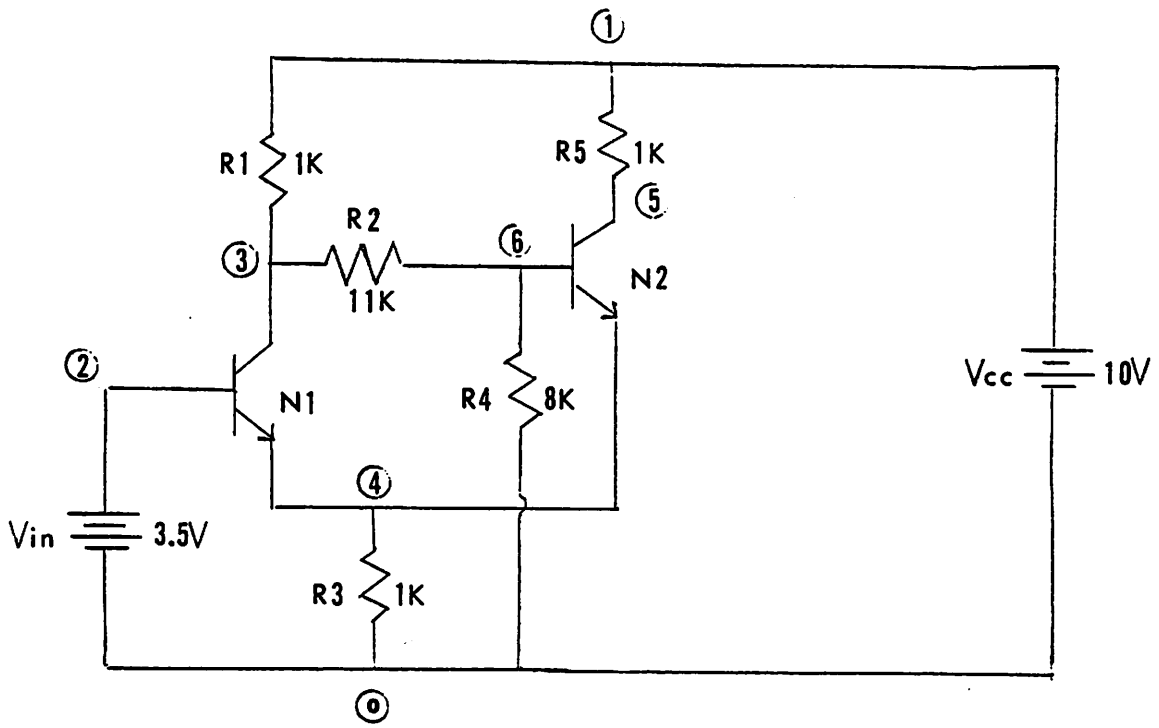 ①
R1 1K
R5 1K
⑤
R2
③
⑥
11K
N2
②
Vcc 10V
R4 8K
N1
④
Vin 3.5V
R3 1K
⓪